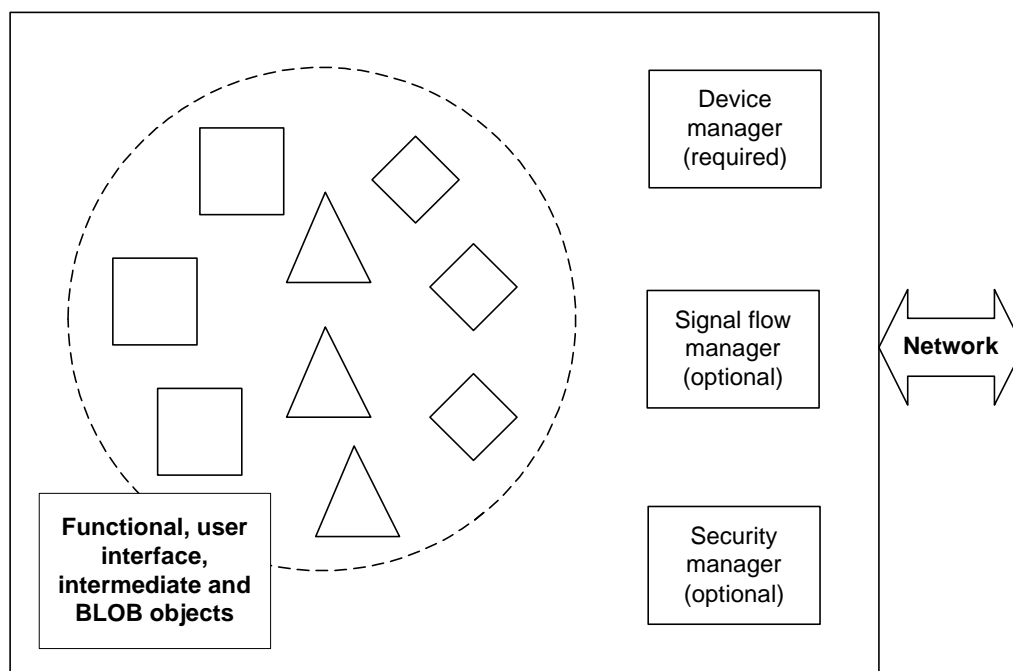 Device
manager
(required)
Signal flow
manager
(optional)
Network
Security
manager
(optional)
Functional, user
interface,
intermediate and
BLOB objects